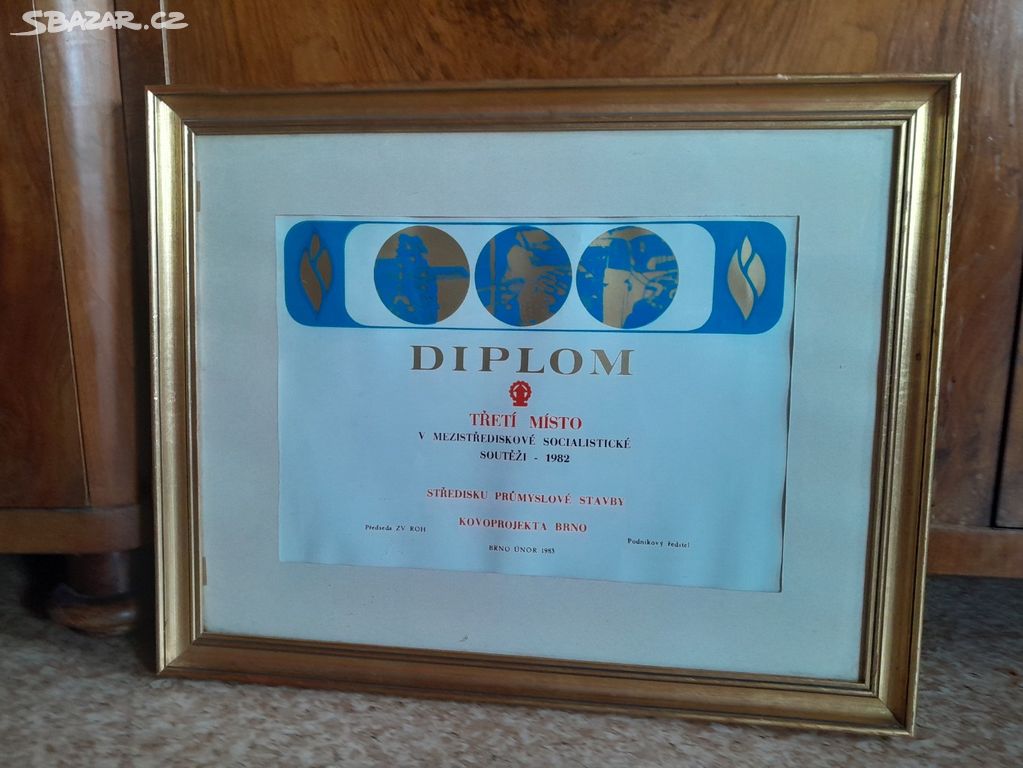 SBAZAR.CZ
DIPLOM
TŘETÍ MÍSTO
V MEZISTŘEDISKOVÉ SOCIALISTICKÉ
SOUTĚŽI - 1982
STŘEDISKU PRŮMYSLOVÉ STAVBY
KOVOPROJEKTA BRNO
Předseda ZV ROH
Podnikový ředitel
BRNO ÚNOR 1983